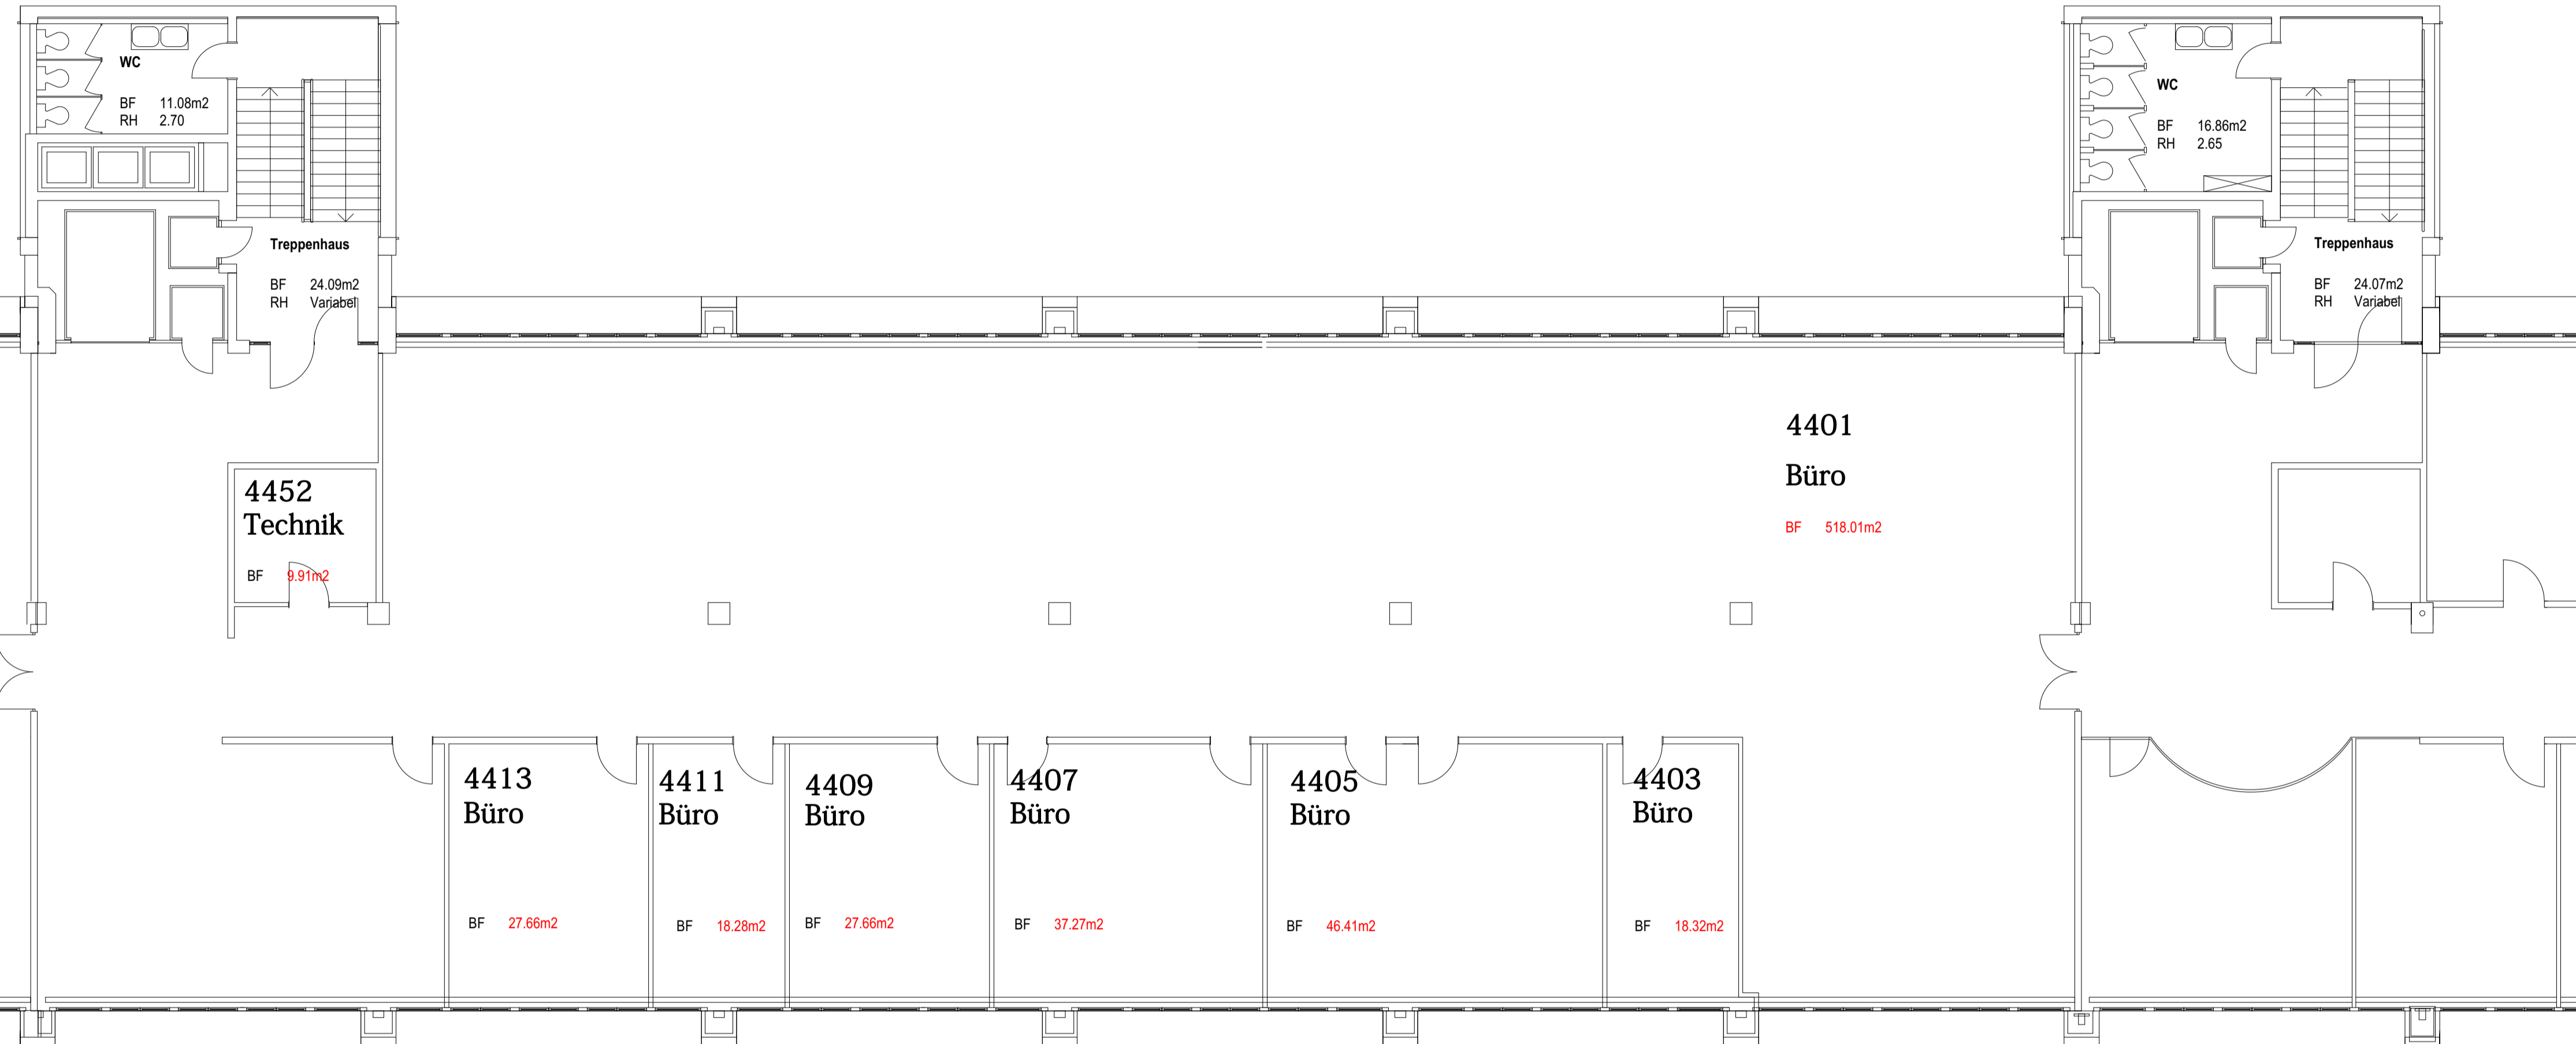 WC
BF 11.08m2
RH 2.70
Treppenhaus
BF 24.09m2
RH Variabel
WC
BF 16.86m2
RH 2.65
Treppenhaus
BF 24.07m2
RH Variabel
4401
Büro
BF 518.01m2
4452
Technik
BF 9.91m2
4413
Büro
BF 27.66m2
4411
Büro
BF 18.28m2
4409
Büro
BF 27.66m2
4407
Büro
BF 37.27m2
4405
Büro
BF 46.41m2
4403
Büro
BF 18.32m2